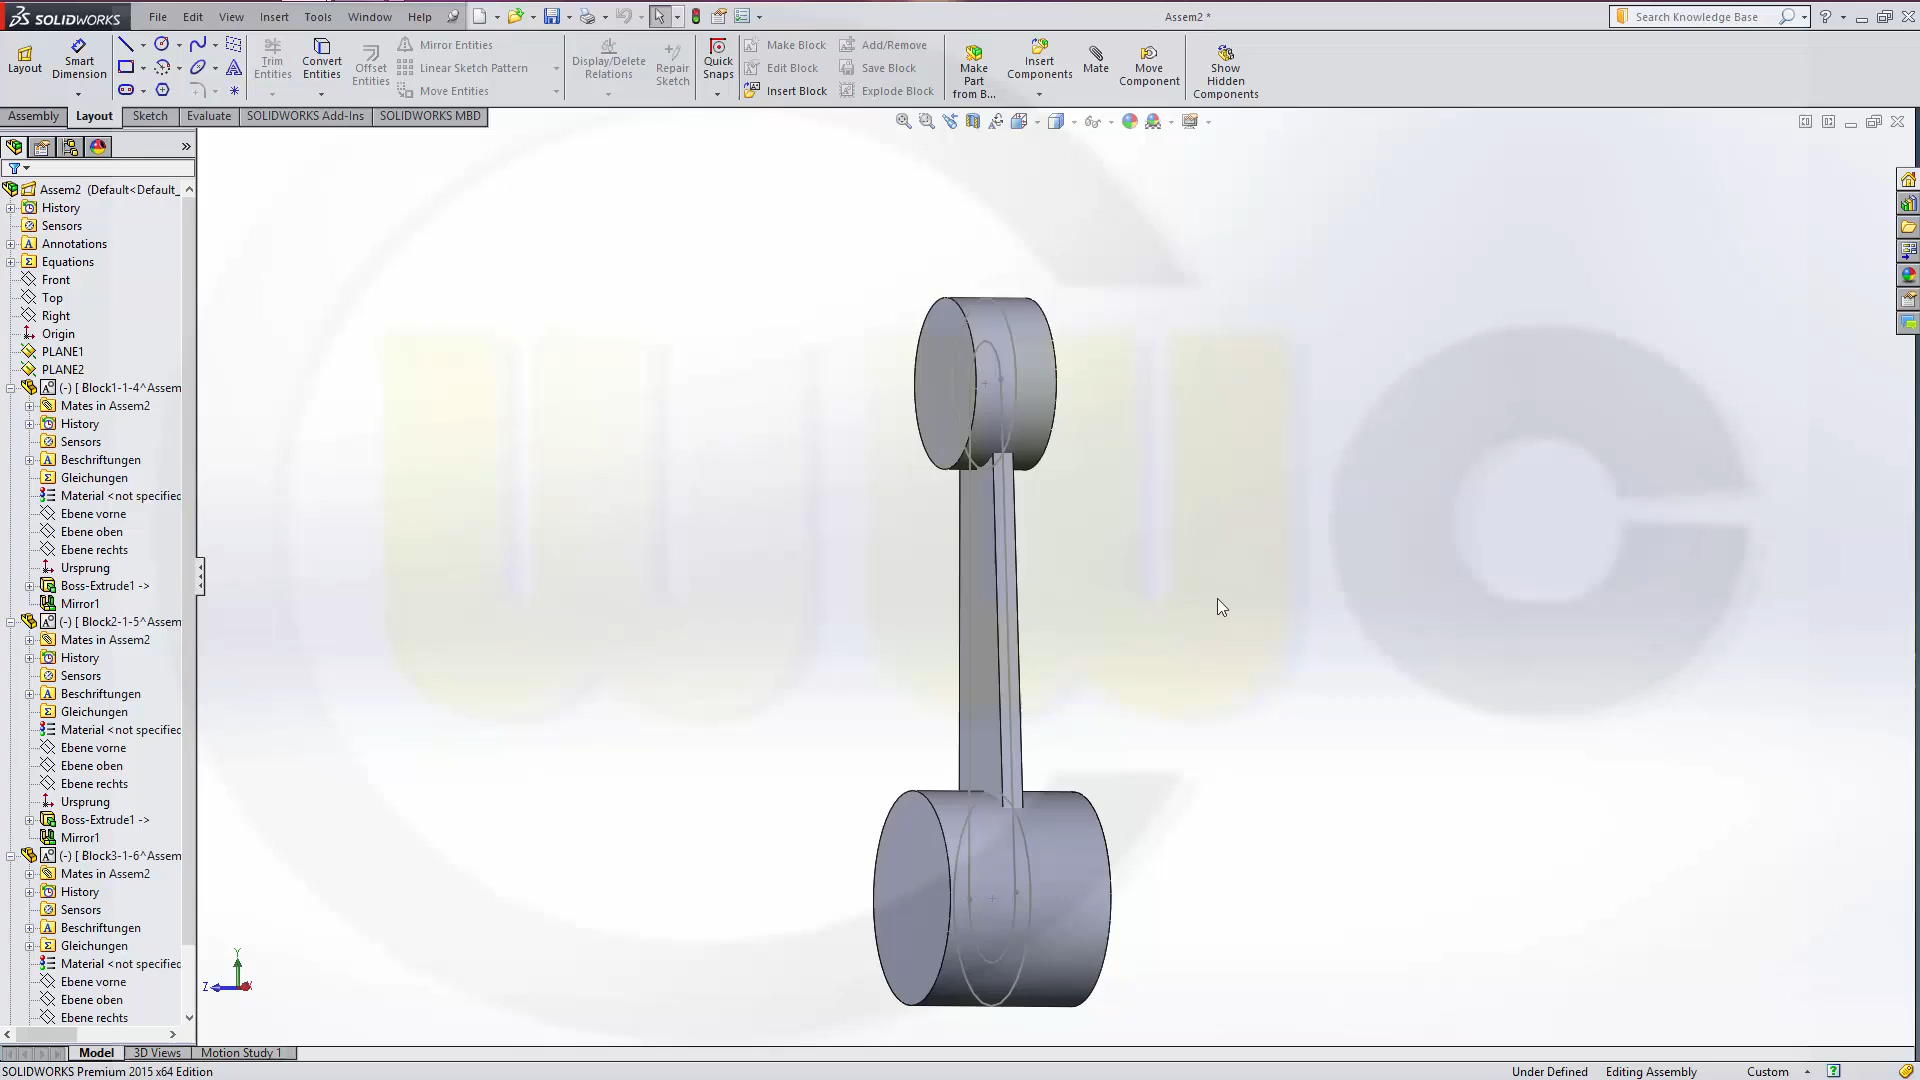 SOLIDWORKS File Edit View Insert Tools Window Help Assem2 * Search Knowledge Base
Layout
Smart
Dimension
Trim
Entities
Convert
Entities
Offset
Entities
Mirror Entities
Linear Sketch Pattern
Move Entities
Display/Delete
Relations
Repair
Sketch
Quick
Snaps
Make Block
Edit Block
Insert Block
Add/Remove
Save Block
Explode Block
Make
Part
from B...
Insert
Components
Mate
Move
Component
Show
Hidden
Components
Assembly Layout Sketch Evaluate SOLIDWORKS Add-Ins SOLIDWORKS MBD
Assem2 (Default<Default_
History
Sensors
Annotations
Equations
Front
Top
Right
Origin
PLANE1
PLANE2
(-) [ Block1-1-4^Assem
Mates in Assem2
History
Sensors
Beschriftungen
Gleichungen
Material <not specified
Ebene vorne
Ebene oben
Ebene rechts
Ursprung
Boss-Extrude1 ->
Mirror1
(-) [ Block2-1-5^Assem
Mates in Assem2
History
Sensors
Beschriftungen
Gleichungen
Material <not specified
Ebene vorne
Ebene oben
Ebene rechts
Ursprung
Boss-Extrude1 ->
Mirror1
(-) [ Block3-1-6^Assem
Mates in Assem2
History
Sensors
Beschriftungen
Gleichungen
Material <not specified
Ebene vorne
Ebene oben
Ebene rechts
Y
Z
Model 3D Views Motion Study 1
SOLIDWORKS Premium 2015 x64 Edition Under Defined Editing Assembly Custom